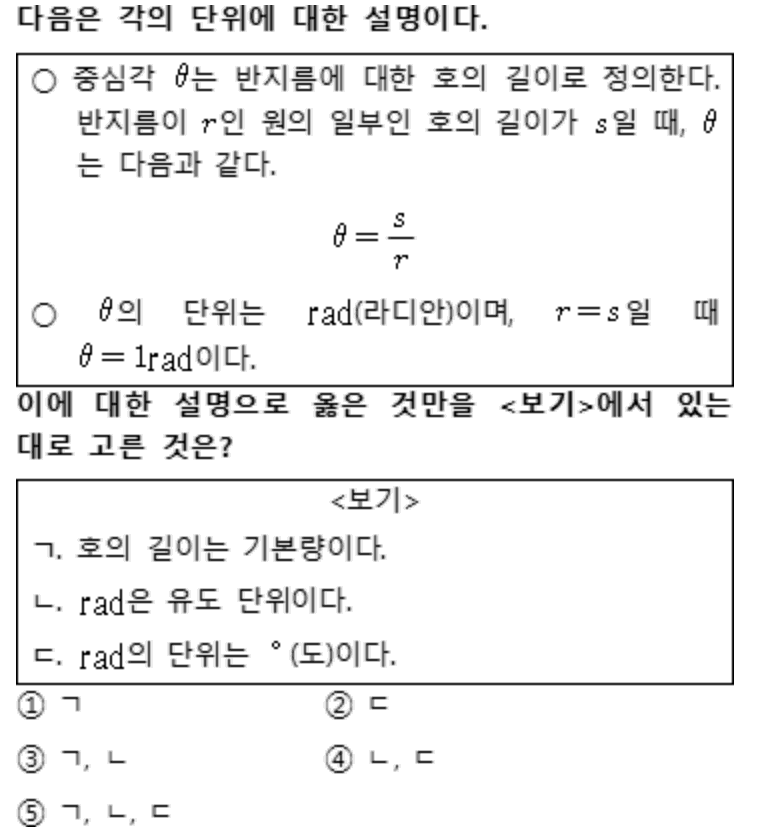 다음은 각의 단위에 대한 설명이다.
○ 중심각 θ는 반지름에 대한 호의 길이로 정의한다.
반지름이 r인 원의 일부인 호의 길이가 s일 때, θ
는 다음과 같다.
θ = s/r
○ θ의 단위는 rad(라디안)이며, r = s일 때
θ = 1rad이다.
이에 대한 설명으로 옳은 것만을 <보기>에서 있는
대로 고른 것은?
<보기>
ㄱ. 호의 길이는 기본량이다.
ㄴ. rad은 유도 단위이다.
ㄷ. rad의 단위는 °(도)이다.
① ㄱ ② ㄷ
③ ㄱ, ㄴ ④ ㄴ, ㄷ
⑤ ㄱ, ㄴ, ㄷ